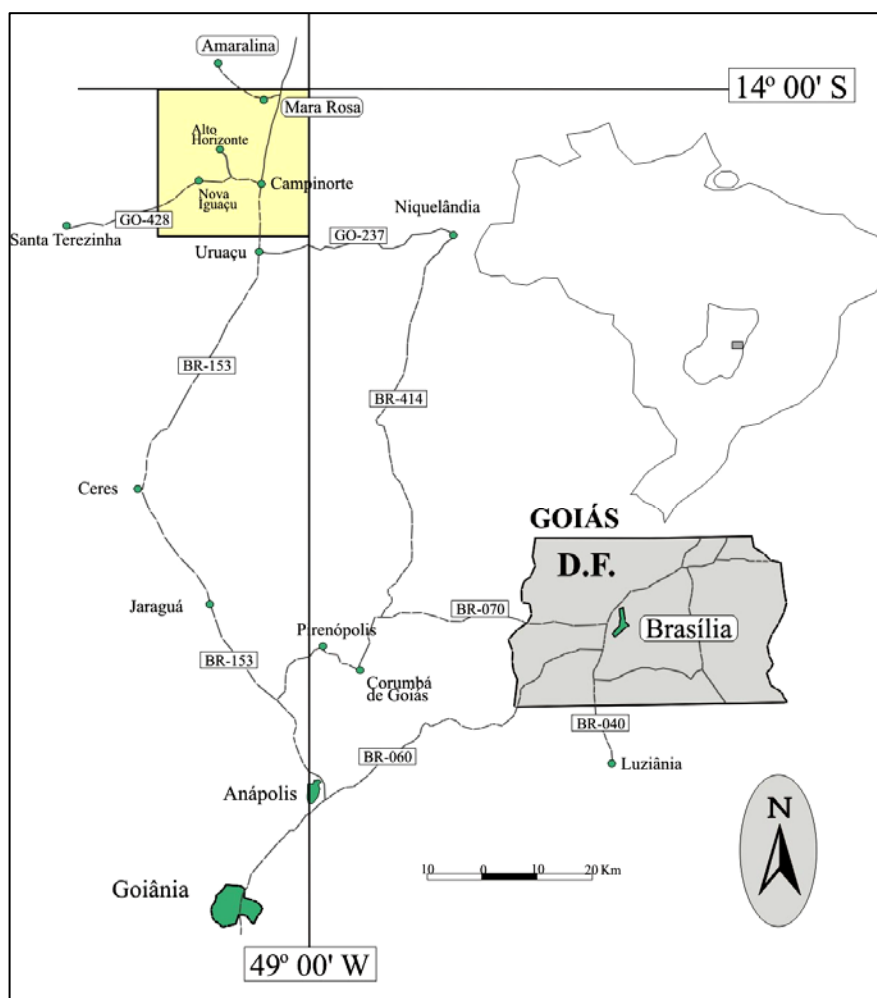 Amaralina
14º 00' S
Mara Rosa
Alto
Horizonte
Campinorte
Nova
Iguaçu
GO-428
Niquelândia
Santa Terezinha
GO-237
Uruaçu
BR-153
BR-414
Ceres
GOIÁS
D.F.
Jaraguá
BR-070
Pirenópolis
Brasília
BR-153
Corumbá
de Goiás
BR-040
BR-060
Luziânia
Anápolis
N
10 0 10 20 Km
Goiânia
49º 00' W